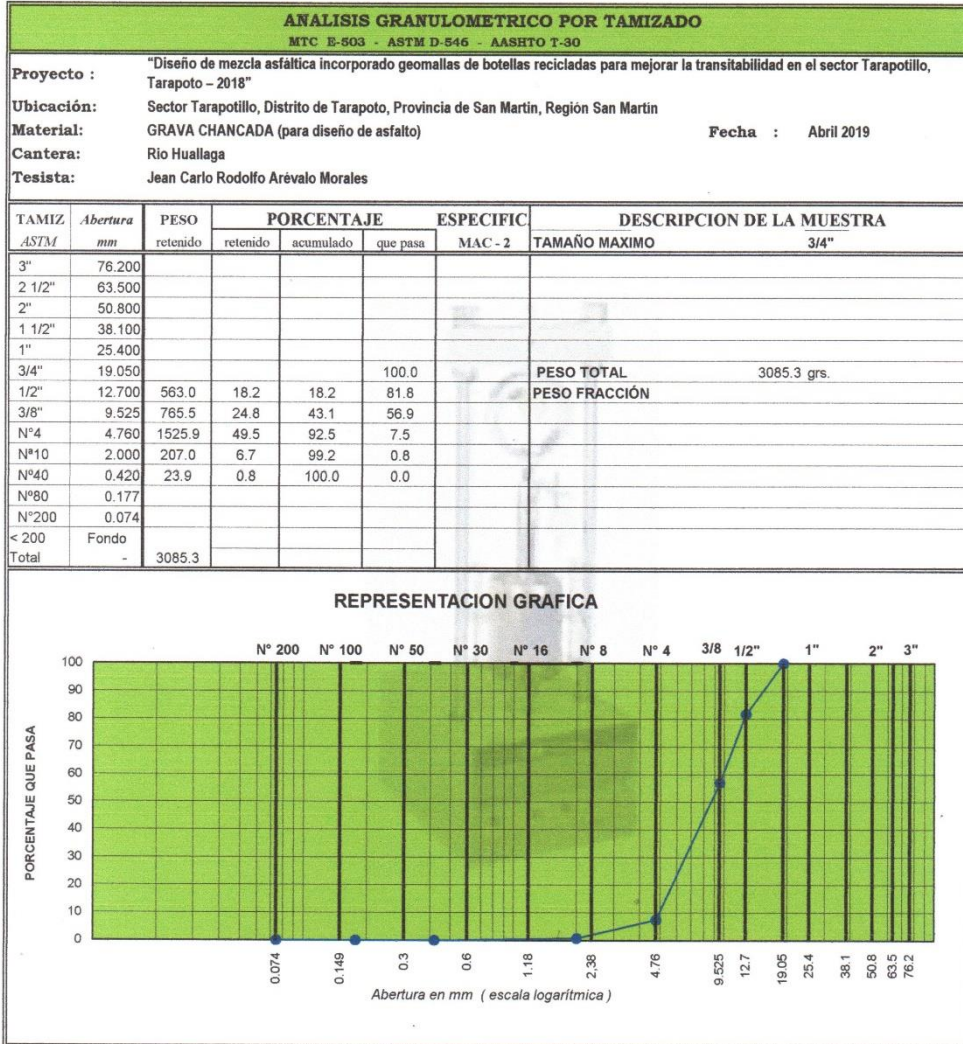 ANALISIS GRANULOMETRICO POR TAMIZADO
MTC E-503 - ASTM D-546 - AASHTO T-30
Proyecto : "Diseño de mezcla asfáltica incorporado geomallas de botellas recicladas para mejorar la transitabilidad en el sector Tarapotillo,
Tarapoto – 2018"
Ubicación: Sector Tarapotillo, Distrito de Tarapoto, Provincia de San Martín, Región San Martín
Material: GRAVA CHANCADA (para diseño de asfalto) Fecha : Abril 2019
Cantera: Rio Huallaga
Tesista: Jean Carlo Rodolfo Arévalo Morales
TAMIZ Abertura PESO PORCENTAJE ESPECIFIC DESCRIPCION DE LA MUESTRA
ASTM mm retenido retenido acumulado que pasa MAC - 2 TAMAÑO MAXIMO 3/4"
3" 76.200
2 1/2" 63.500
2" 50.800
1 1/2" 38.100
1" 25.400
3/4" 19.050 100.0 PESO TOTAL 3085.3 grs.
1/2" 12.700 563.0 18.2 18.2 81.8 PESO FRACCIÓN
3/8" 9.525 765.5 24.8 43.1 56.9
N°4 4.760 1525.9 49.5 92.5 7.5
Nª10 2.000 207.0 6.7 99.2 0.8
Nº40 0.420 23.9 0.8 100.0 0.0
Nº80 0.177
N°200 0.074
< 200 Fondo
Total - 3085.3
REPRESENTACION GRAFICA
N° 200 N° 100 N° 50 N° 30 N° 16 N° 8 N° 4 3/8 1/2" 1" 2" 3"
100
90
80
70
60
50
40
30
20
10
0
PORCENTAJE QUE PASA
0.074 0.149 0.3 0.6 1.18 2.38 4.76 9.525 12.7 19.05 25.4 38.1 50.8 63.5 76.2
Abertura en mm ( escala logarítmica )